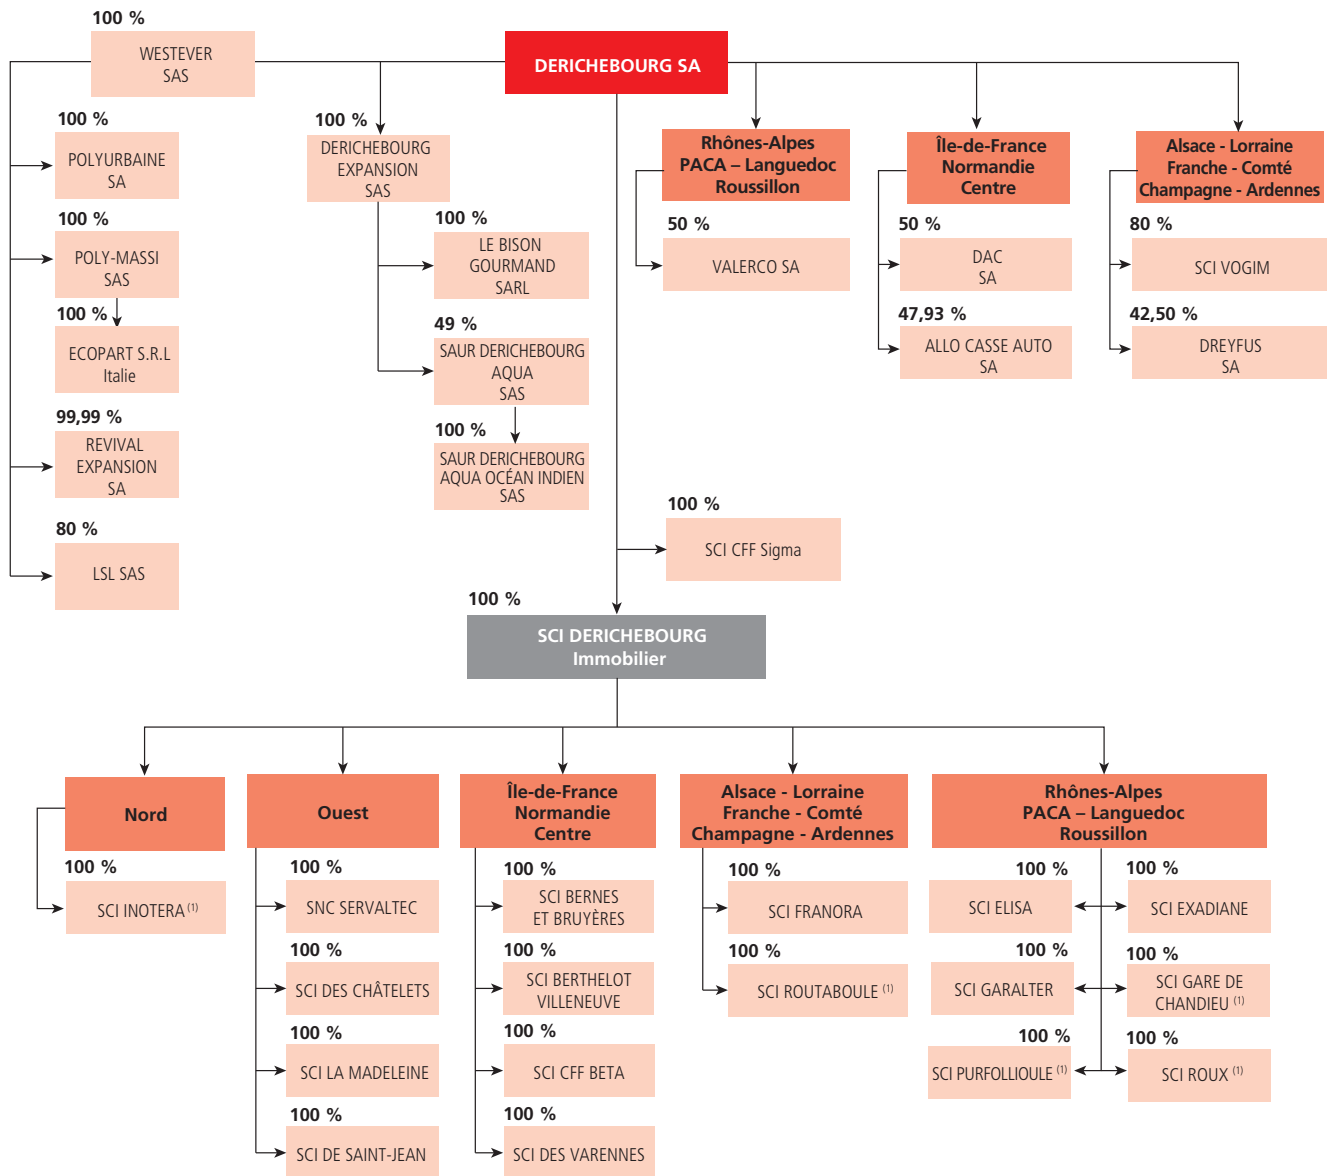 100 %
WESTEVER
SAS
DERICHEBOURG SA
100 %
POLYURBAINE
SA
100 %
POLY-MASSI
SAS
100 %
ECOPART S.R.L
Italie
99,99 %
REVIVAL
EXPANSION
SA
80 %
LSL SAS
100 %
DERICHEBOURG
EXPANSION
SAS
100 %
LE BISON
GOURMAND
SARL
49 %
SAUR DERICHEBOURG
AQUA
SAS
100 %
SAUR DERICHEBOURG
AQUA OCÉAN INDIEN
SAS
Rhônes-Alpes
PACA – Languedoc
Roussillon
50 %
VALERCO SA
Île-de-France
Normandie
Centre
50 %
DAC
SA
47,93 %
ALLO CASSE AUTO
SA
Alsace - Lorraine
Franche - Comté
Champagne - Ardennes
80 %
SCI VOGIM
42,50 %
DREYFUS
SA
100 %
SCI CFF Sigma
100 %
SCI DERICHEBOURG
Immobilier
Nord
100 %
SCI INOTERA (1)
Ouest
100 %
SNC SERVALTEC
100 %
SCI DES CHÂTELETS
100 %
SCI LA MADELEINE
100 %
SCI DE SAINT-JEAN
Île-de-France
Normandie
Centre
100 %
SCI BERNES
ET BRUYÈRES
100 %
SCI BERTHELOT
VILLENEUVE
100 %
SCI CFF BETA
100 %
SCI DES VARENNES
Alsace - Lorraine
Franche - Comté
Champagne - Ardennes
100 %
SCI FRANORA
100 %
SCI ROUTABOULE (1)
Rhônes-Alpes
PACA – Languedoc
Roussillon
100 %
SCI ELISA
100 %
SCI EXADIANE
100 %
SCI GARALTER
100 %
SCI GARE DE
CHANDIEU (1)
100 %
SCI PURFOLLIOULE (1)
100 %
SCI ROUX (1)